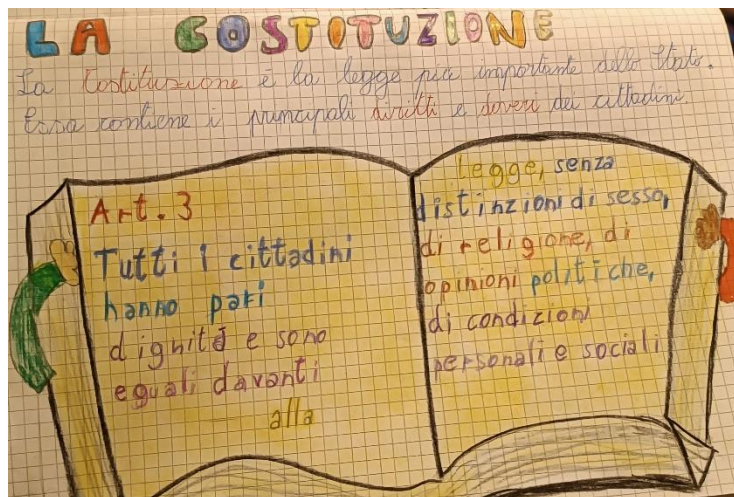 LA COSTITUZIONE
La Costituzione è la legge più importante dello Stato.
Essa contiene i principali diritti e doveri dei cittadini.
Art. 3
Tutti i cittadini
hanno pari
dignità e sono
eguali davanti
alla
legge, senza
distinzioni di sesso,
di religione, di
opinioni politiche,
di condizioni
personali e sociali